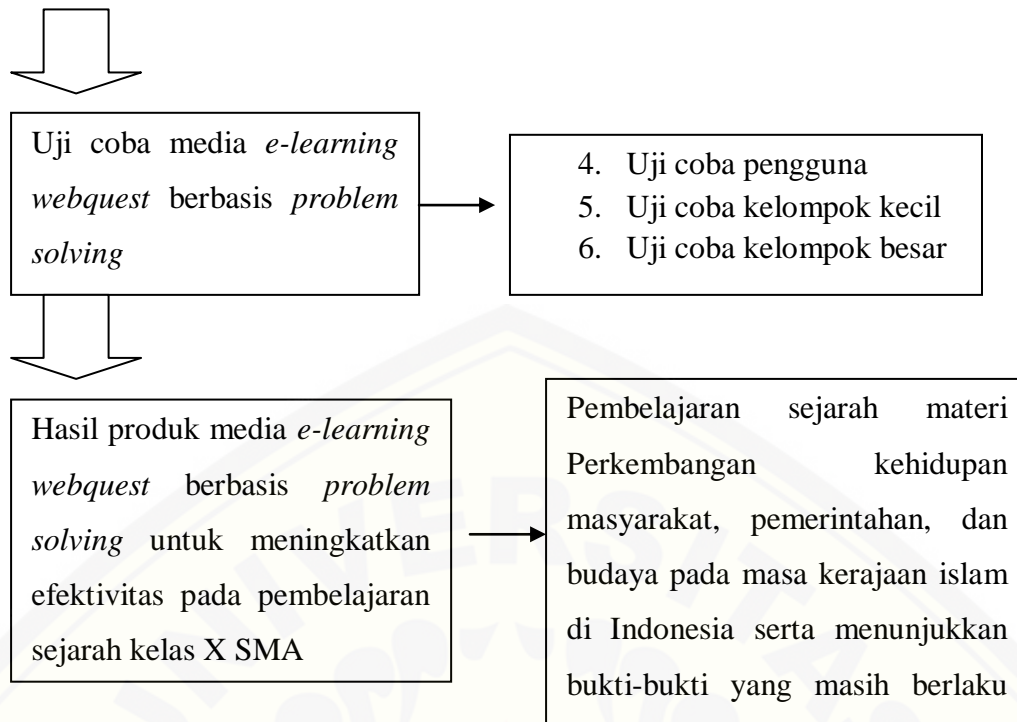 Uji coba media e-learning
webquest berbasis problem
solving
4. Uji coba pengguna
5. Uji coba kelompok kecil
6. Uji coba kelompok besar
Hasil produk media e-learning
webquest berbasis problem
solving untuk meningkatkan
efektivitas pada pembelajaran
sejarah kelas X SMA
Pembelajaran sejarah materi
Perkembangan kehidupan
masyarakat, pemerintahan, dan
budaya pada masa kerajaan islam
di Indonesia serta menunjukkan
bukti-bukti yang masih berlaku
UNIVERSITA